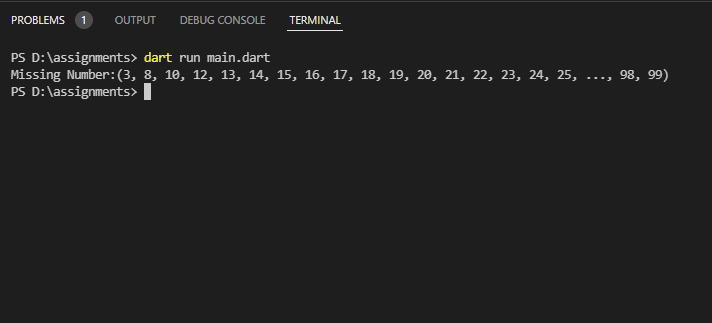 PROBLEMS 1 OUTPUT DEBUG CONSOLE TERMINAL
PS D:\assignments> dart run main.dart
Missing Number:(3, 8, 10, 12, 13, 14, 15, 16, 17, 18, 19, 20, 21, 22, 23, 24, 25, ..., 98, 99)
PS D:\assignments>